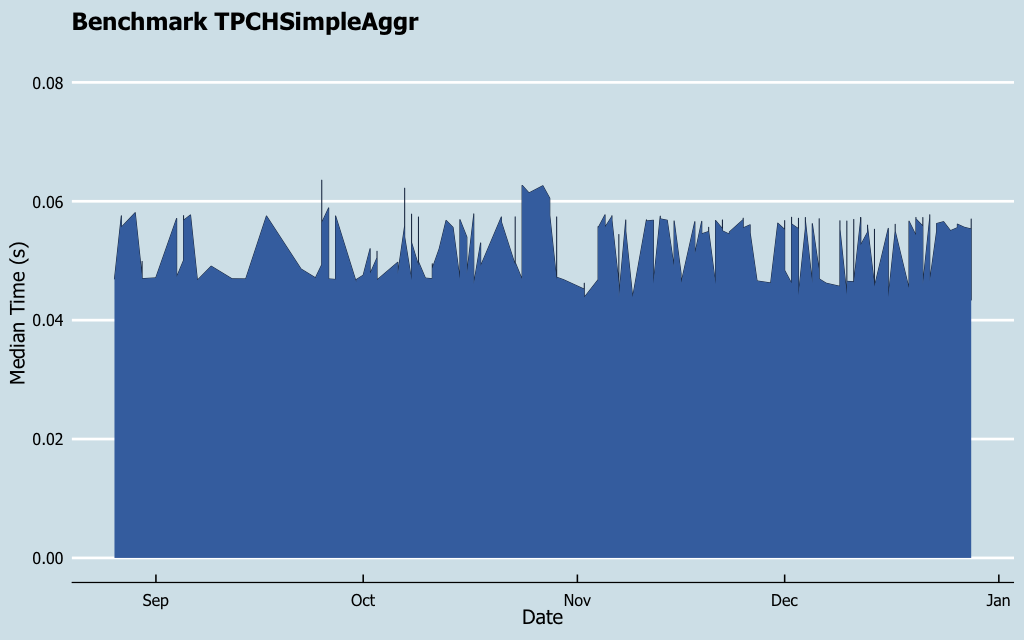 Benchmark TPCHSimpleAggr
0.08
0.06
0.04
0.02
0.00
Median Time (s)
Sep Oct Nov Dec Jan
Date